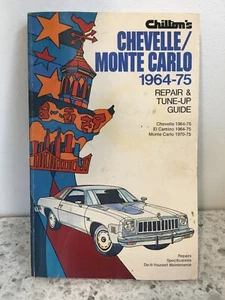 Chilton's
CHEVELLE/
MONTE CARLO
1964-75
REPAIR &
TUNE-UP
GUIDE
Chevelle 1964-75
El Camino 1964-75
Monte Carlo 1970-75
Repairs
Specifications
Do-It-Yourself Maintenance